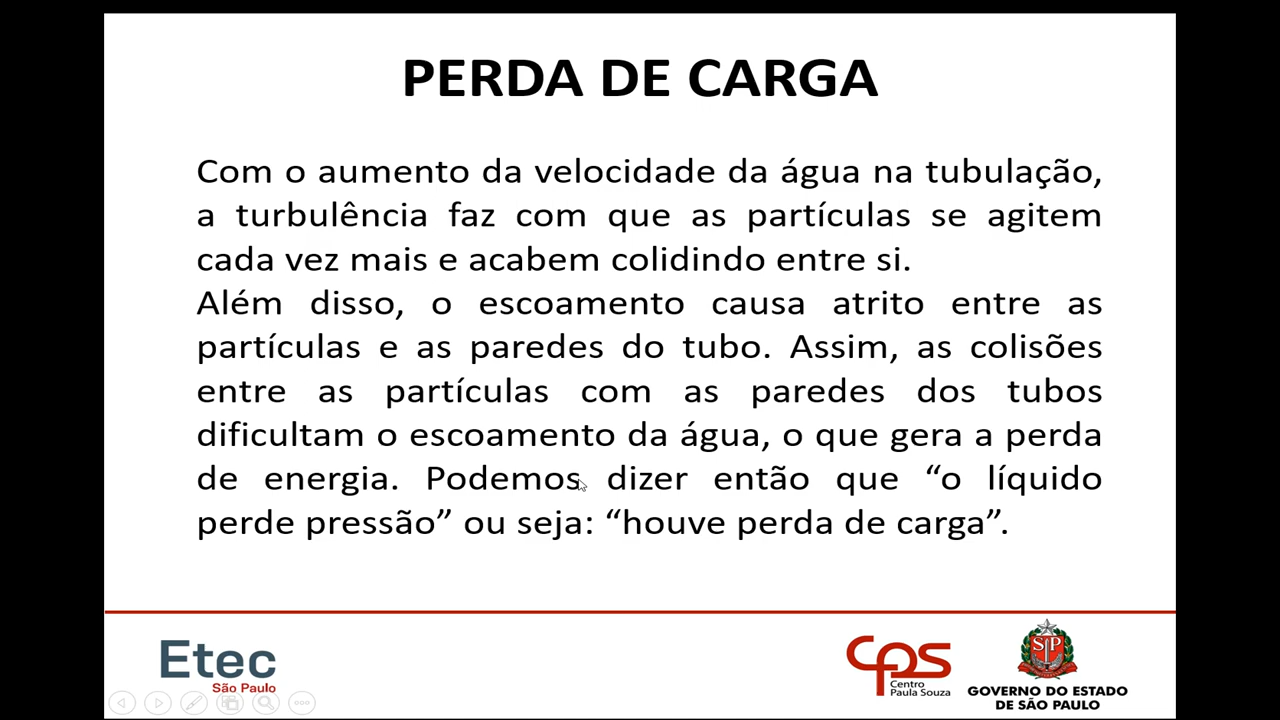 PERDA DE CARGA
Com o aumento da velocidade da água na tubulação,
a turbulência faz com que as partículas se agitem
cada vez mais e acabem colidindo entre si.
Além disso, o escoamento causa atrito entre as
partículas e as paredes do tubo. Assim, as colisões
entre as partículas com as paredes dos tubos
dificultam o escoamento da água, o que gera a perda
de energia. Podemos dizer então que “o líquido
perde pressão” ou seja: “houve perda de carga”.
Etec
São Paulo
cps
Centro
Paula Souza
SP
GOVERNO DO ESTADO
DE SÃO PAULO